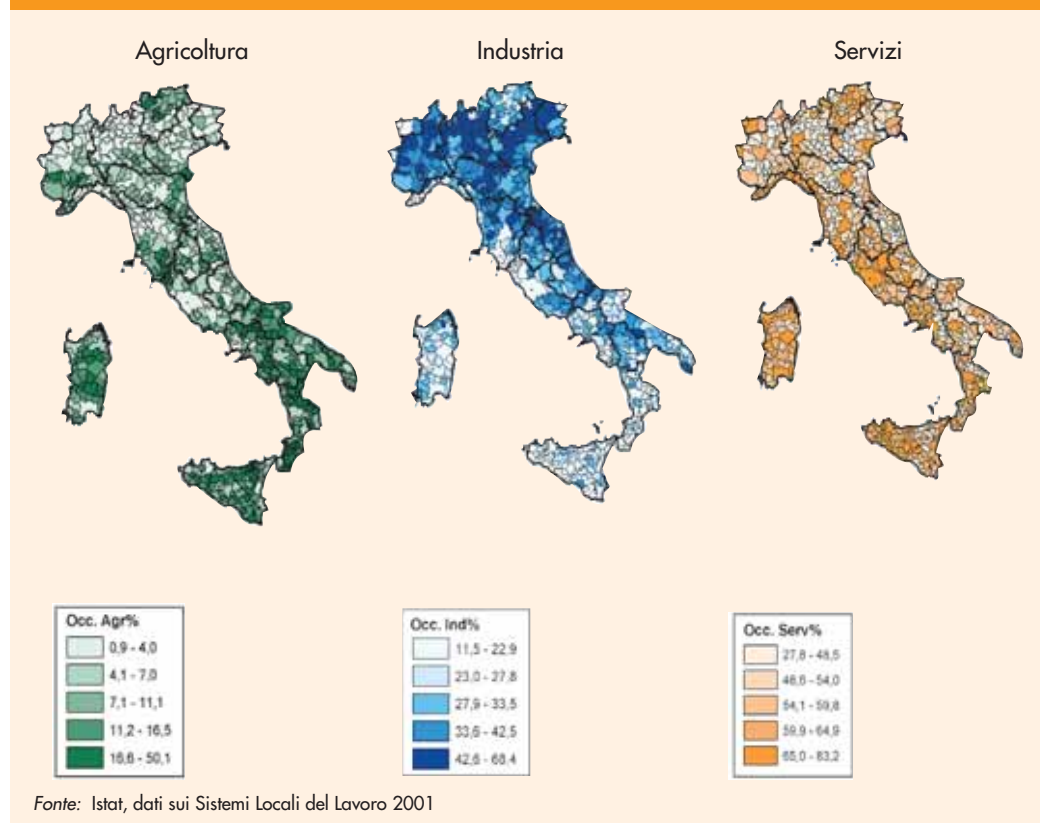 Agricoltura
Industria
Servizi
Occ. Agr%
0,9 - 4,0
4,1 - 7,0
7,1 - 11,1
11,2 - 16,5
16,6 - 50,1
Occ. Ind%
11,5 - 22,9
23,0 - 27,8
27,9 - 33,5
33,6 - 42,5
42,6 - 68,4
Occ. Serv%
27,8 - 48,5
48,6 - 54,0
54,1 - 59,8
59,9 - 64,9
65,0 - 83,2
Fonte: Istat, dati sui Sistemi Locali del Lavoro 2001